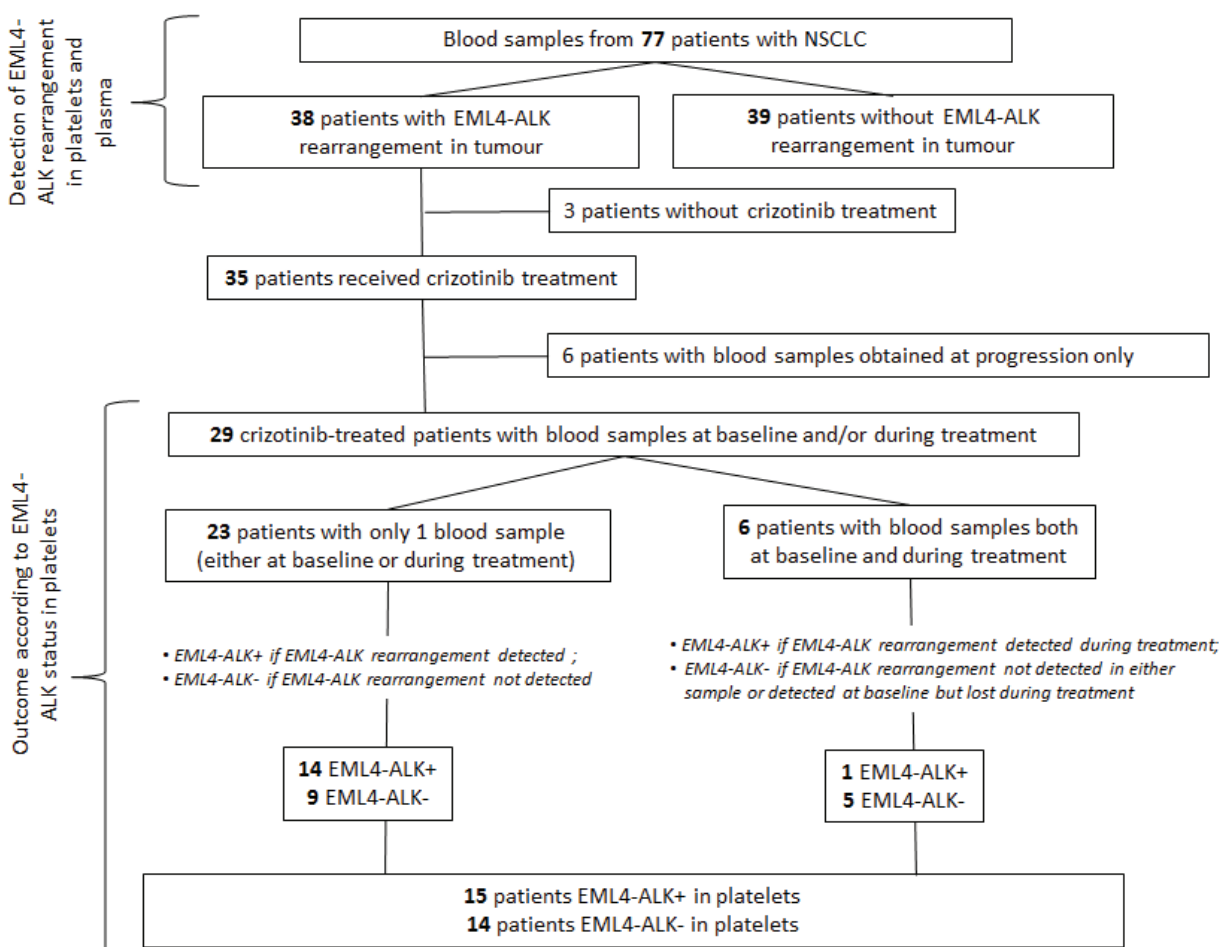 Detection of EML4-
ALK rearrangement
in platelets and
plasma
Blood samples from 77 patients with NSCLC
38 patients with EML4-ALK
rearrangement in tumour
39 patients without EML4-ALK
rearrangement in tumour
3 patients without crizotinib treatment
35 patients received crizotinib treatment
6 patients with blood samples obtained at progression only
Outcome according to EML4-
ALK status in platelets
29 crizotinib-treated patients with blood samples at baseline and/or during treatment
23 patients with only 1 blood sample
(either at baseline or during treatment)
6 patients with blood samples both
at baseline and during treatment
• EML4-ALK+ if EML4-ALK rearrangement detected ;
• EML4-ALK- if EML4-ALK rearrangement not detected
• EML4-ALK+ if EML4-ALK rearrangement detected during treatment;
• EML4-ALK- if EML4-ALK rearrangement not detected in either
sample or detected at baseline but lost during treatment
14 EML4-ALK+
9 EML4-ALK-
1 EML4-ALK+
5 EML4-ALK-
15 patients EML4-ALK+ in platelets
14 patients EML4-ALK- in platelets